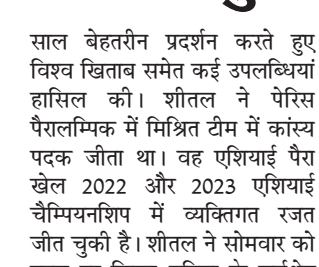 साल बेहतरीन प्रदर्शन करते हुए
विश्व खिताब समेत कई उपलब्धियां
हासिल की। शीतल ने पेरिस
पैरालम्पिक में मिश्रित टीम में कांस्य
पदक जीता था। वह एशियाई पैरा
खेल 2022 और 2023 एशियाई
चैम्पियनशिप में व्यक्तिगत रजत
जीत चुकी है। शीतल ने सोमवार को